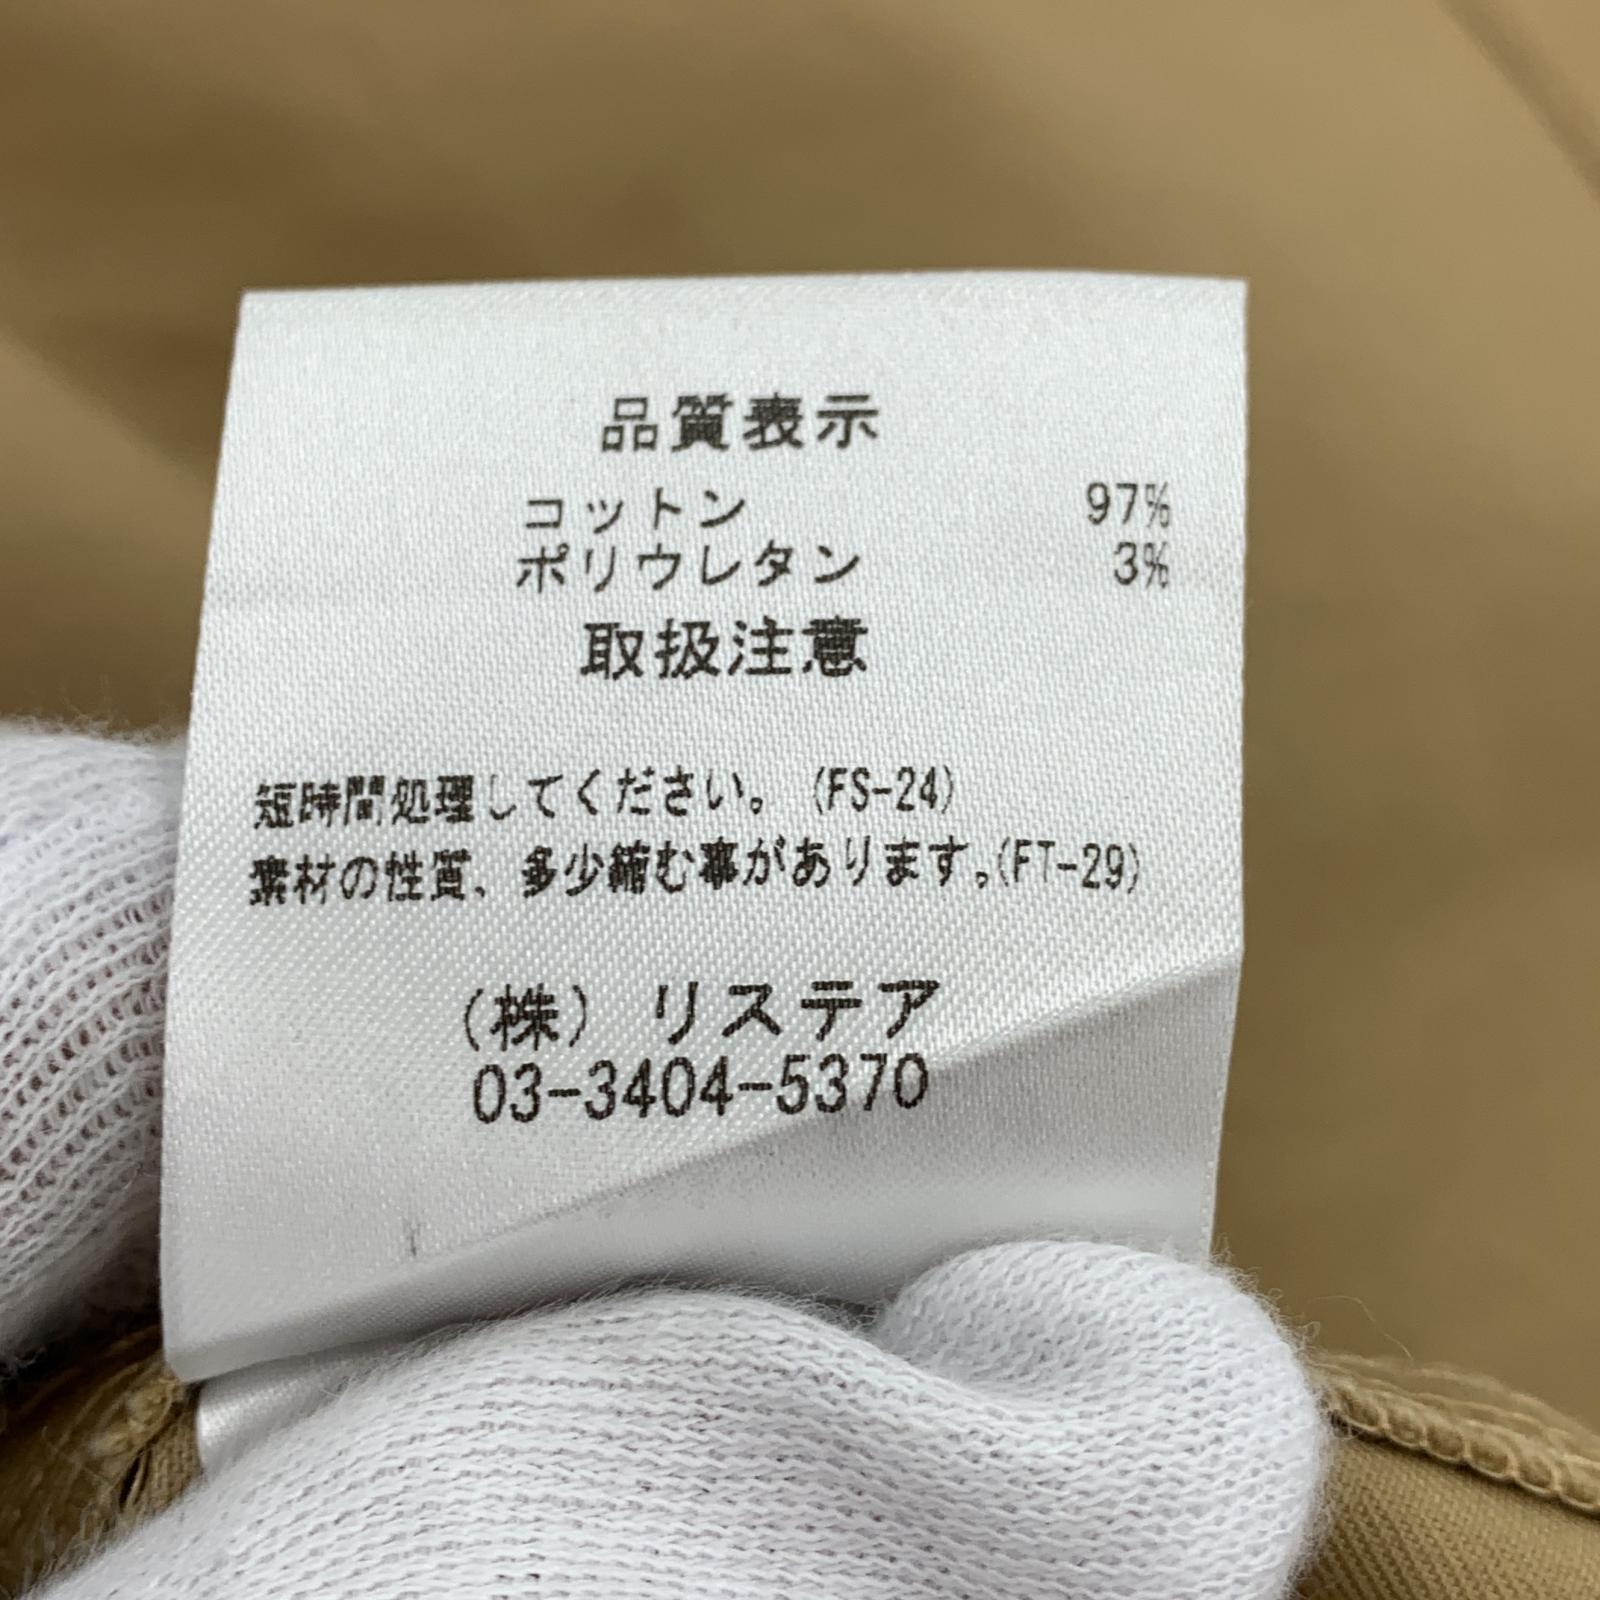 品質表示
コットン 97%
ポリウレタン 3%
取扱注意
短時間処理してください。(FS-24)
素材の性質、多少縮む事があります。(FT-29)
(株) リステア
03-3404-5370